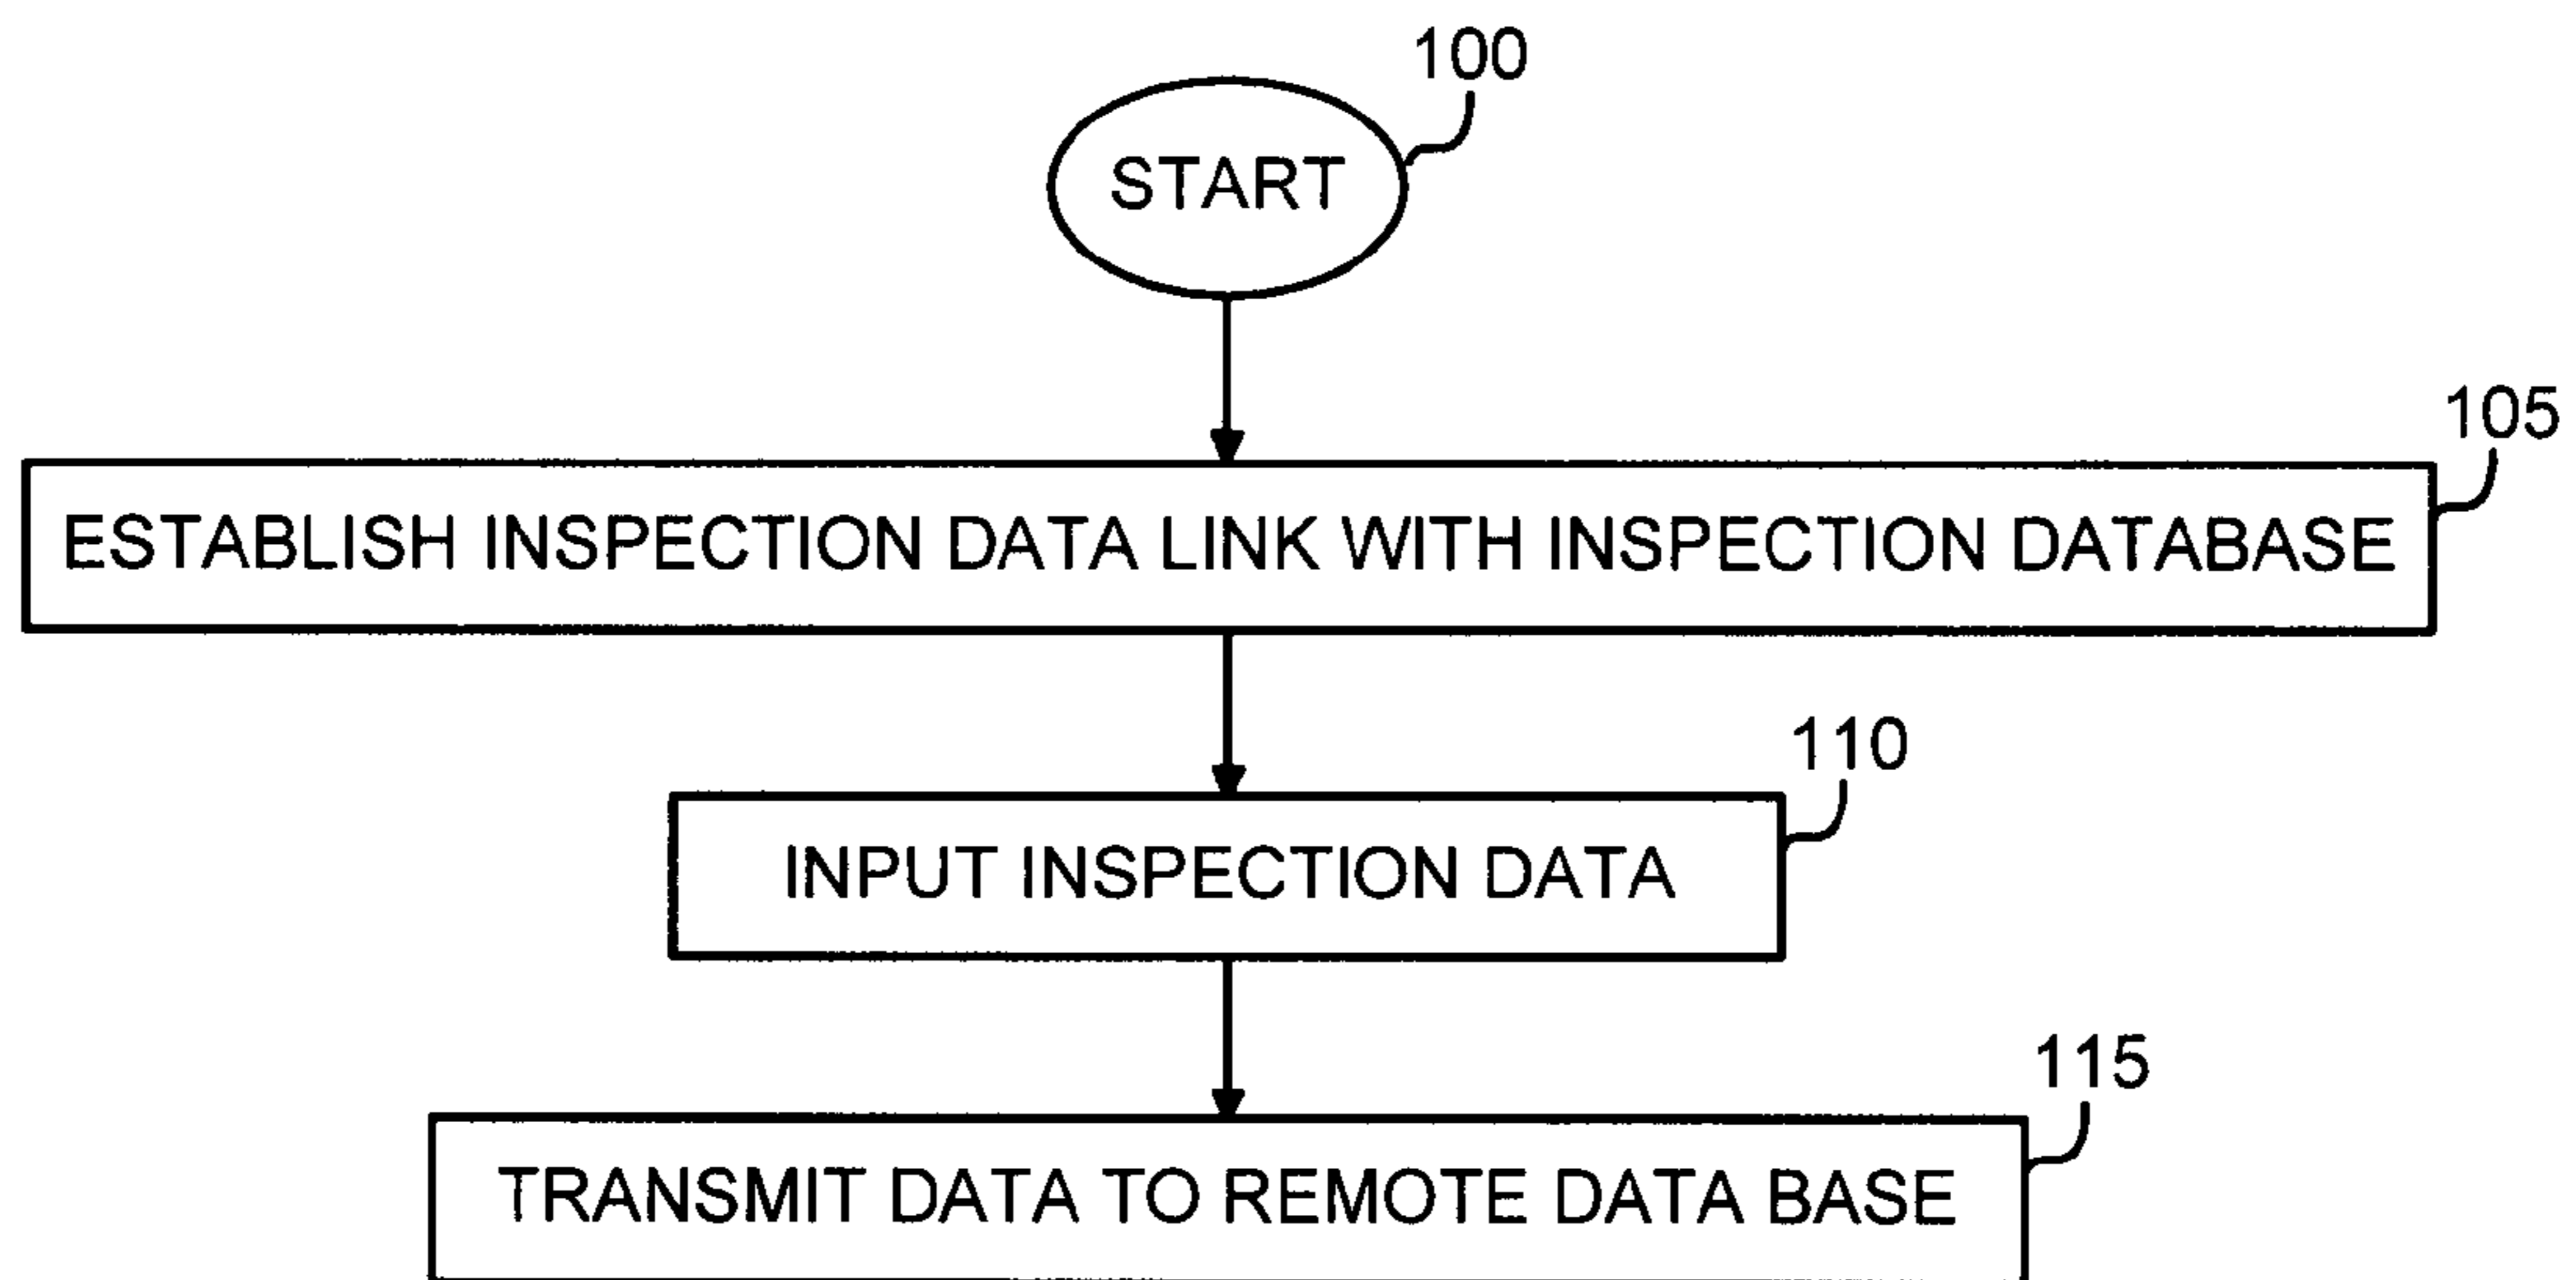 100
START
105
ESTABLISH INSPECTION DATA LINK WITH INSPECTION DATABASE
110
INPUT INSPECTION DATA
115
TRANSMIT DATA TO REMOTE DATA BASE